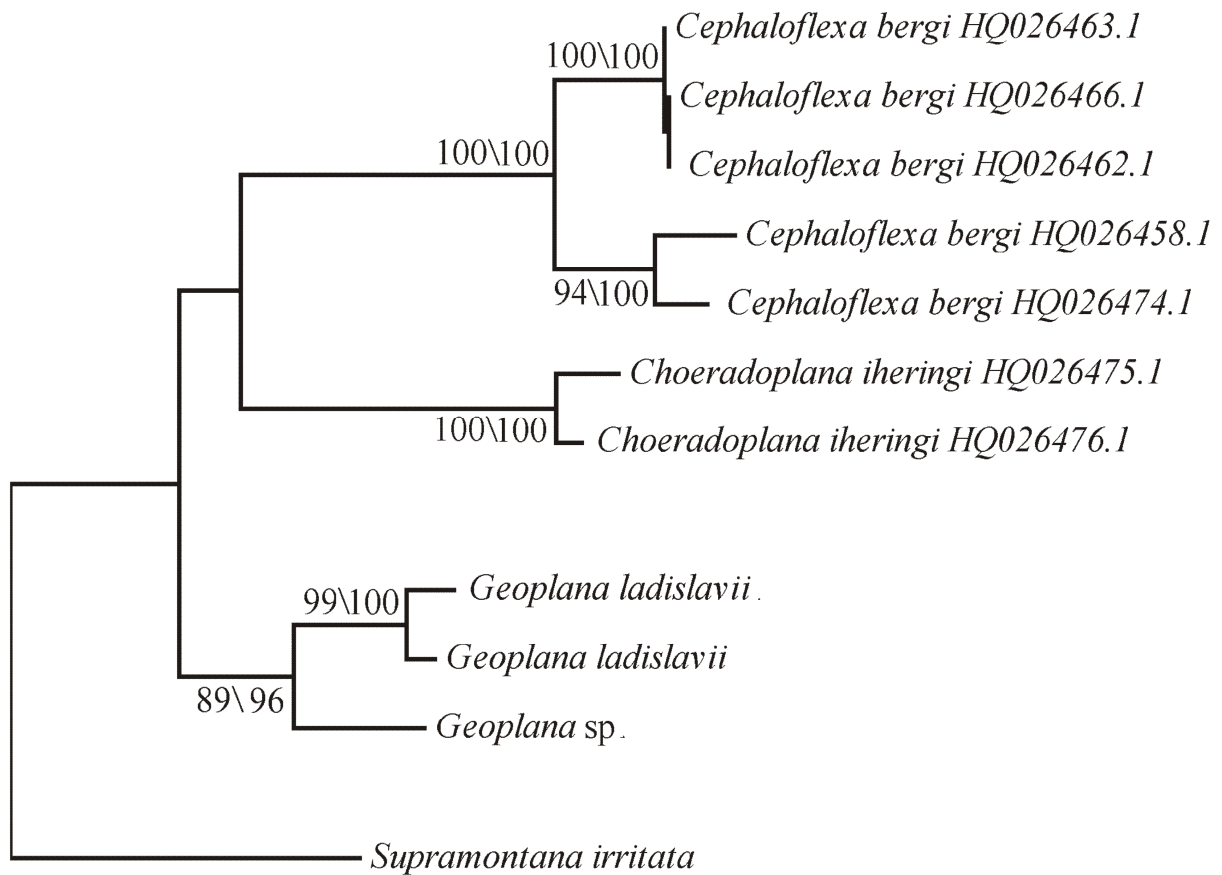 Cephaloflexa bergi HQ026463.1
100\100
Cephaloflexa bergi HQ026466.1
100\100
Cephaloflexa bergi HQ026462.1
Cephaloflexa bergi HQ026458.1
94\100
Cephaloflexa bergi HQ026474.1
Choeradoplana iheringi HQ026475.1
100\100
Choeradoplana iheringi HQ026476.1
Geoplana ladislavii .
99\100
Geoplana ladislavii
89\ 96
Geoplana sp.
Supramontana irritata